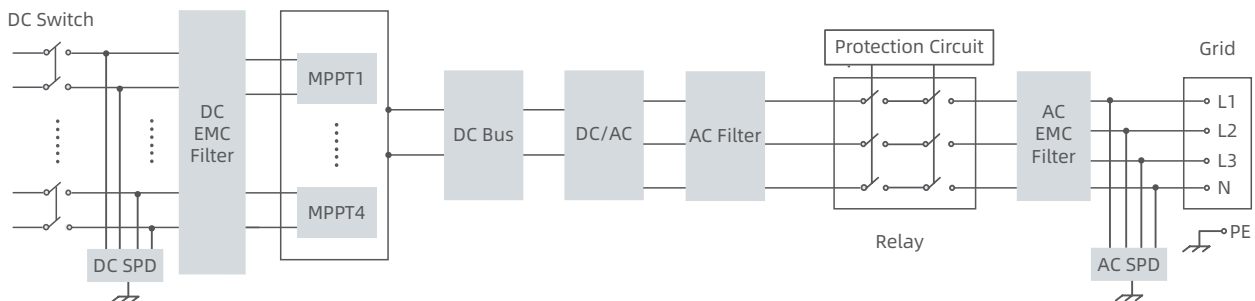 DC Switch
DC SPD
DC
EMC
Filter
MPPT1
MPPT4
DC Bus
DC/AC
AC Filter
Protection Circuit
Relay
AC
EMC
Filter
AC SPD
Grid
L1
L2
L3
N
PE